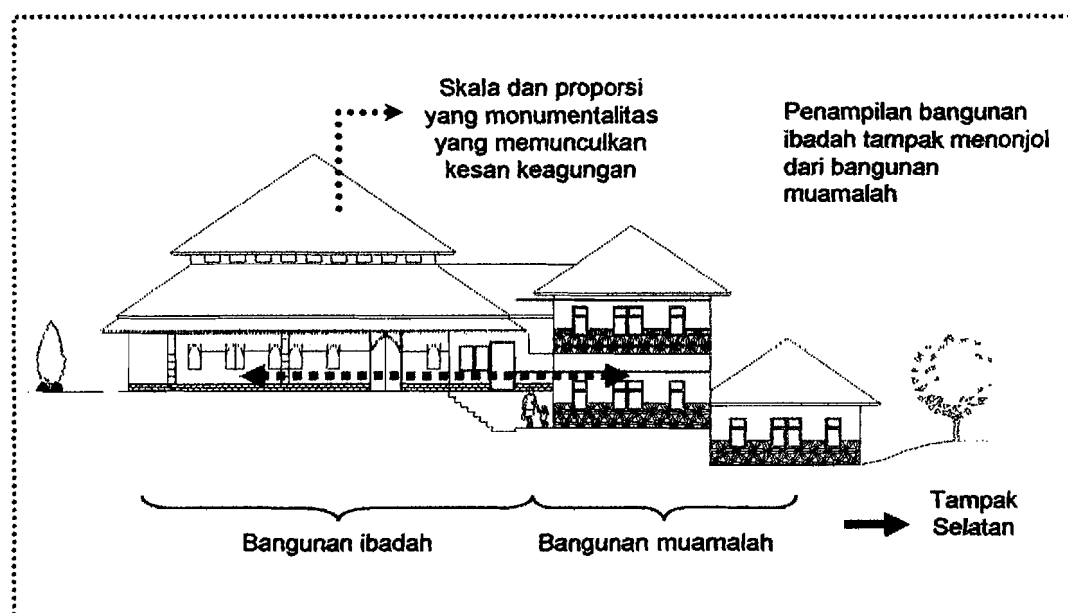 Skala dan proporsi
yang monumentalitas
yang memunculkan
kesan keagungan
Penampilan bangunan
ibadah tampak menonjol
dari bangunan
muamalah
Bangunan ibadah
Bangunan muamalah
Tampak
Selatan